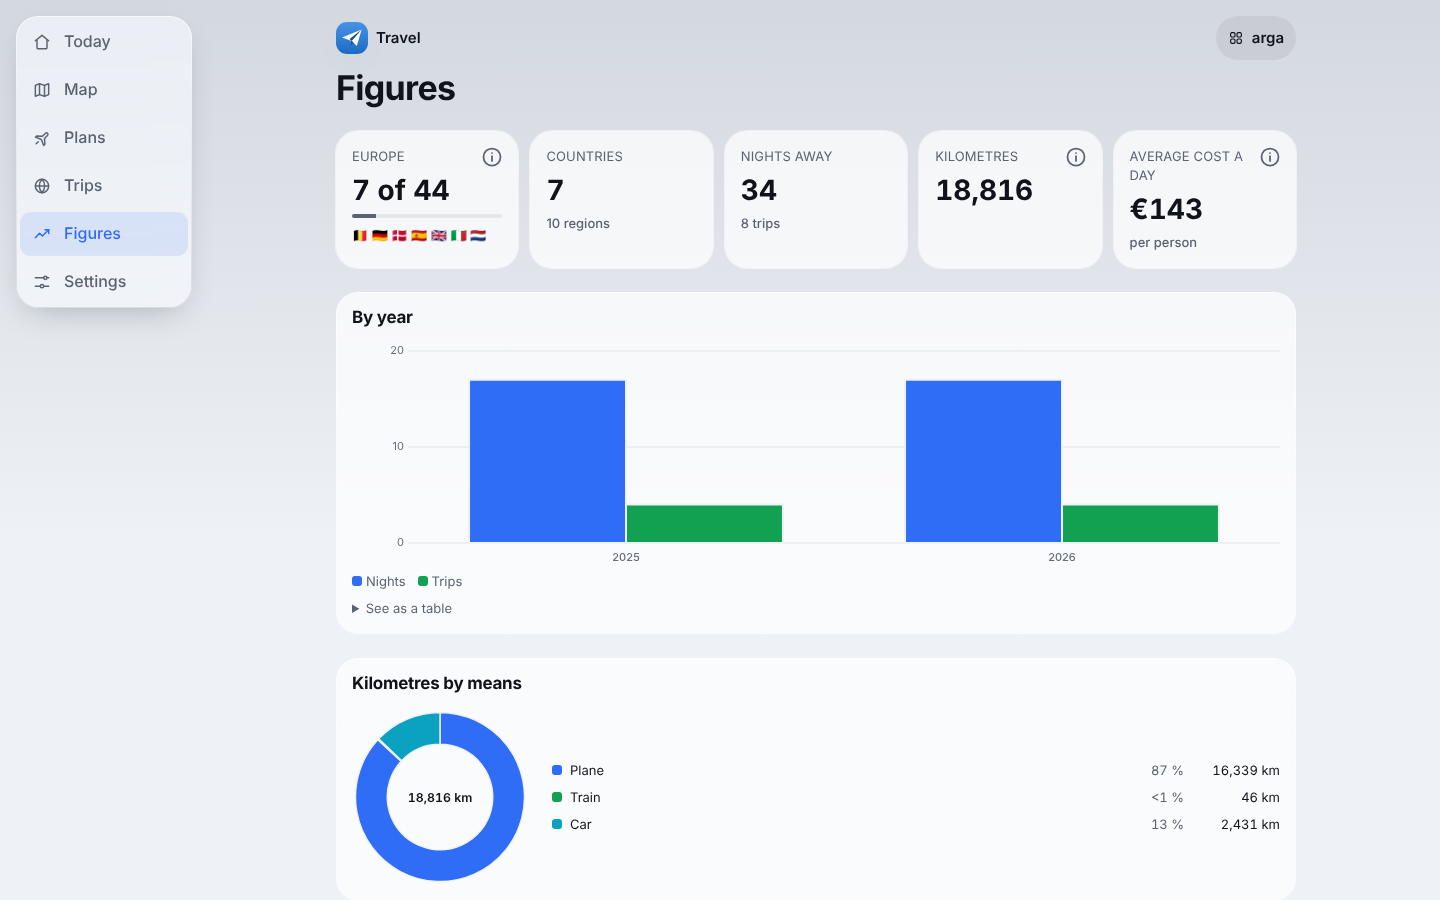 Today
Map
Plans
Trips
Figures
Settings
Travel
arga
Figures
EUROPE
7 of 44
COUNTRIES
7
10 regions
NIGHTS AWAY
34
8 trips
KILOMETRES
18,816
AVERAGE COST A
DAY
€143
per person
By year
20
10
0
2025
2026
Nights
Trips
See as a table
Kilometres by means
18,816 km
Plane
87 %
16,339 km
Train
<1 %
46 km
Car
13 %
2,431 km